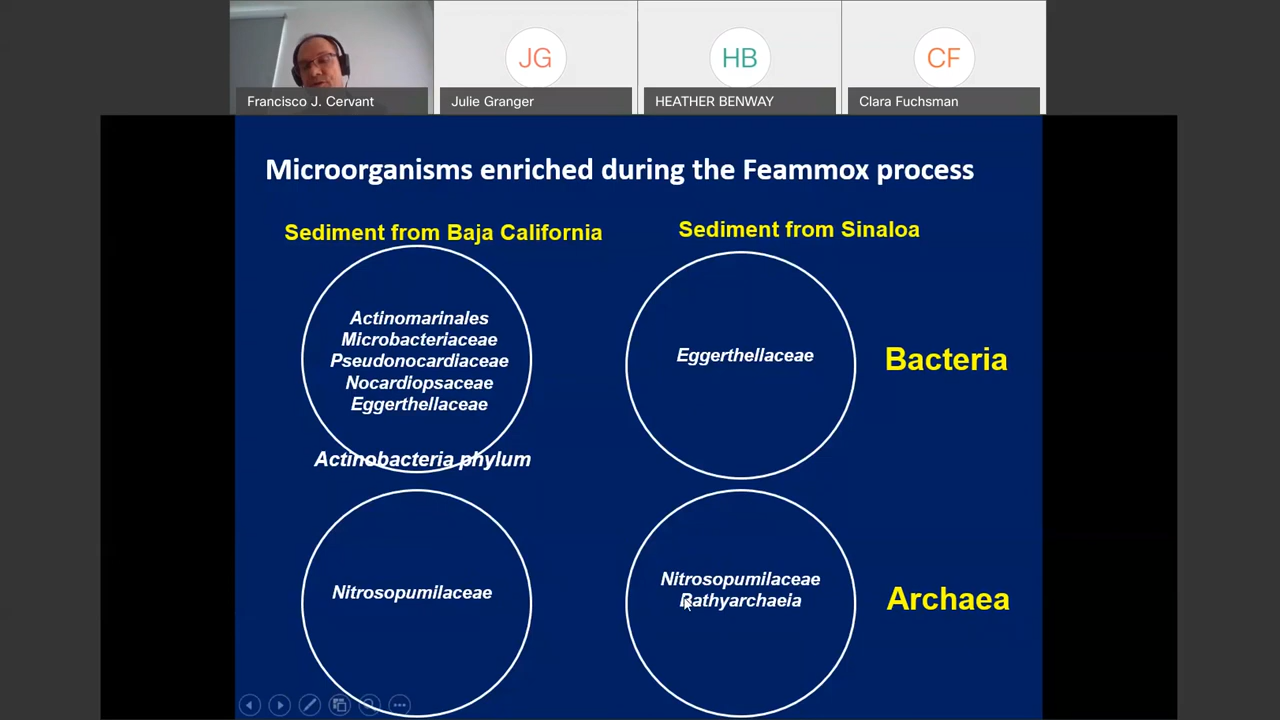 JG
HB
CF
Francisco J. Cervant
Julie Granger
HEATHER BENWAY
Clara Fuchsman
Microorganisms enriched during the Feammox process
Sediment from Baja California
Sediment from Sinaloa
Actinomarinales
Microbacteriaceae
Pseudonocardiaceae
Nocardiopsaceae
Eggerthellaceae
Actinobacteria phylum
Eggerthellaceae
Bacteria
Nitrosopumilaceae
Nitrosopumilaceae
Bathyarchaeia
Archaea